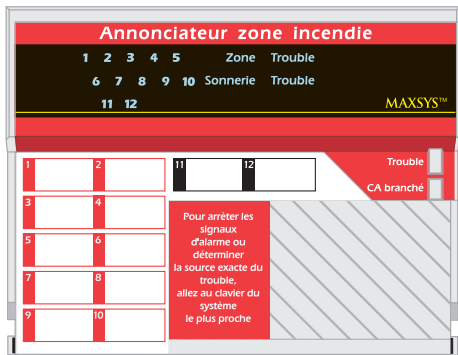 Annonciateur zone incendie
1 2 3 4 5 Zone Trouble
6 7 8 9 10 Sonnerie Trouble
11 12
MAXSYS™
Trouble
CA branché
1 2 11 12
3 4
5 6
7 8
9 10
Pour arrèter les
signaux
d'alarme ou
déterminer
la source exacte du
trouble,
allez au clavier du
système
le plus proche